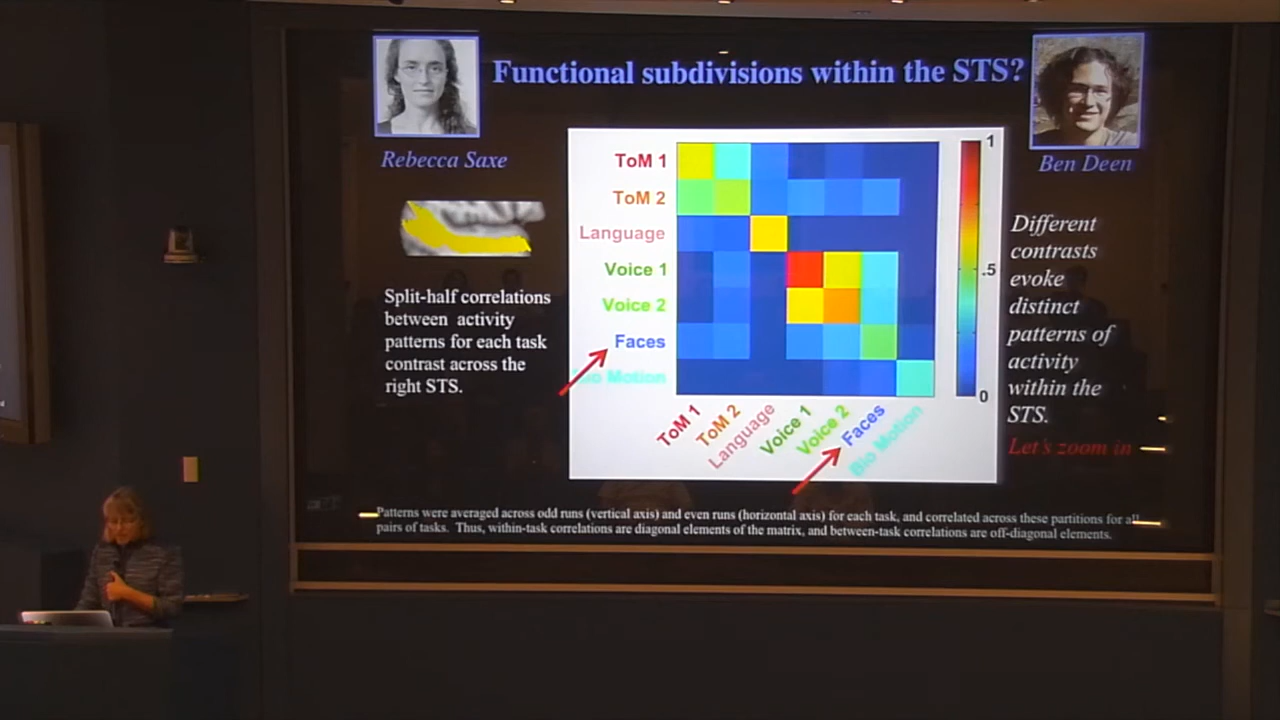 Functional subdivisions within the STS?
Rebecca Saxe
Ben Deen
Split-half correlations
between activity
patterns for each task
contrast across the
right STS.
ToM 1
ToM 2
Language
Voice 1
Voice 2
Faces
Bio Motion
ToM 1
ToM 2
Language
Voice 1
Voice 2
Faces
Bio Motion
1
.5
0
Different
contrasts
evoke
distinct
patterns of
activity
within the
STS.
Let's zoom in
Patterns were averaged across odd runs (vertical axis) and even runs (horizontal axis) for each task, and correlated across these partitions for all
pairs of tasks. Thus, within-task correlations are diagonal elements of the matrix, and between-task correlations are off-diagonal elements.